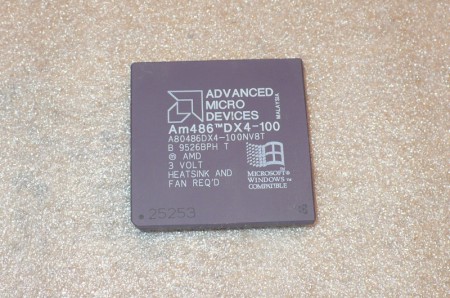 ADVANCED
MICRO
DEVICES
MALAYSIA
Am486™DX4-100
A80486DX4-100NV8T
B 9526BPH T
© AMD
3 VOLT
HEATSINK AND
FAN REQ'D
MICROSOFT®
WINDOWS™
COMPATIBLE
25253